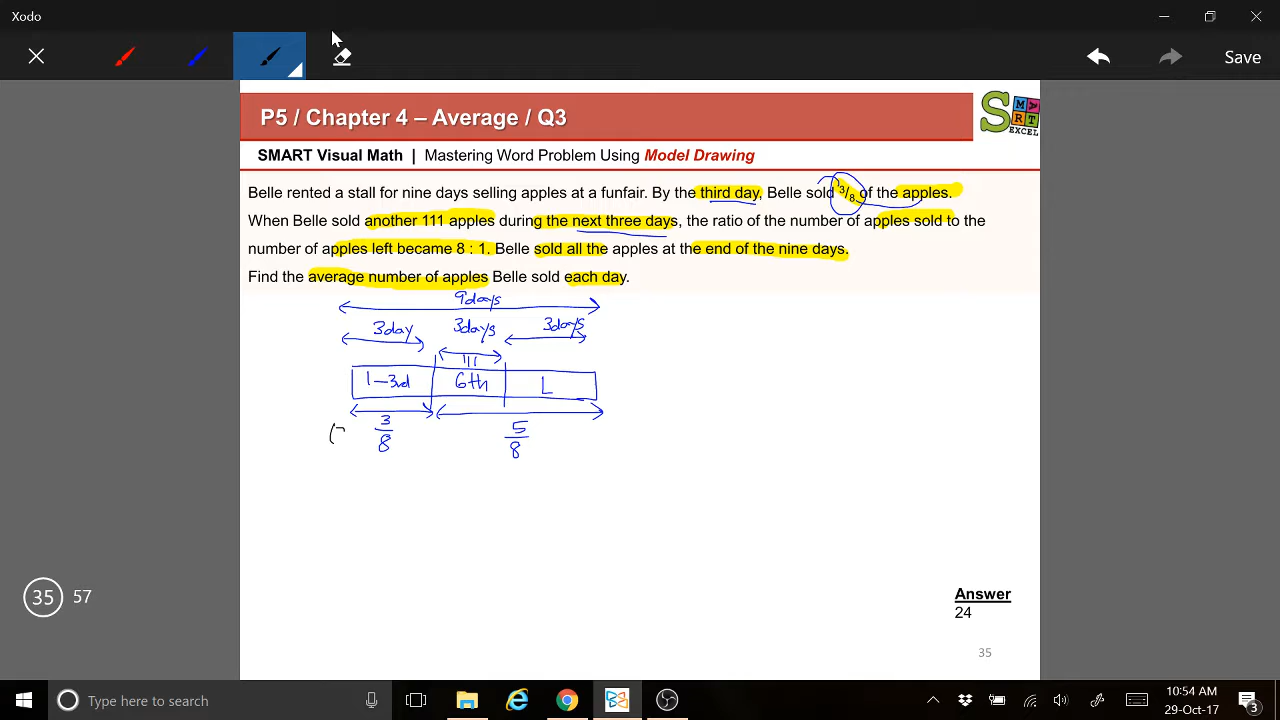 Xodo
Save
P5 / Chapter 4 – Average / Q3
SMART EXCEL
SMART Visual Math | Mastering Word Problem Using Model Drawing
Belle rented a stall for nine days selling apples at a funfair. By the third day, Belle sold 3/8 of the apples.
When Belle sold another 111 apples during the next three days, the ratio of the number of apples sold to the
number of apples left became 8 : 1. Belle sold all the apples at the end of the nine days.
Find the average number of apples Belle sold each day.
9days
3day 3days 3days
111
1-3rd 6th L
3/8 5/8
35 57
Answer
24
35
Type here to search
10:54 AM
29-Oct-17
3